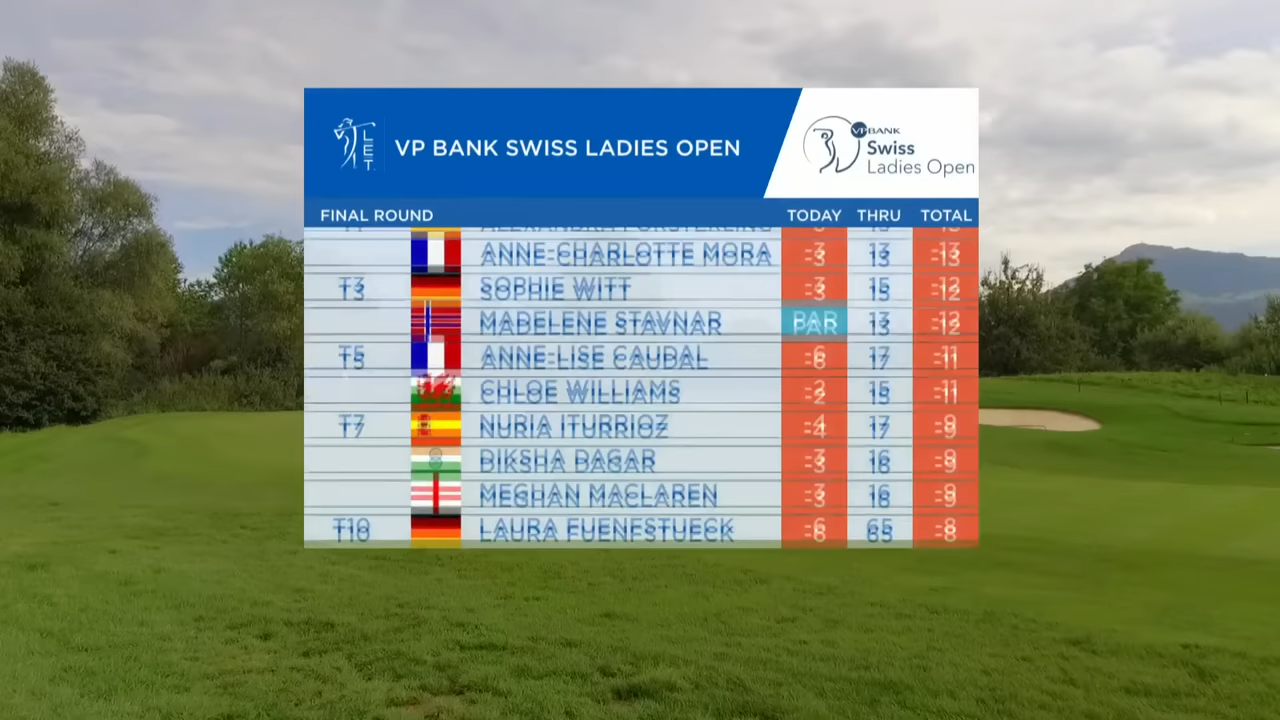 LET
VP BANK SWISS LADIES OPEN
VP BANK
Swiss
Ladies Open
FINAL ROUND TODAY THRU TOTAL
ANNE-CHARLOTTE MORA -3 13 -13
T3 SOPHIE WITT -3 15 -12
MADELENE STAVNAR PAR 13 -12
T5 ANNE-LISE CAUDAL -6 17 -11
CHLOE WILLIAMS -2 15 -11
T7 NURIA ITURRIOZ -4 17 -9
DIKSHA DAGAR -3 16 -9
MEGHAN MACLAREN -3 16 -9
T10 LAURA FUENFSTUECK -6 65 -8